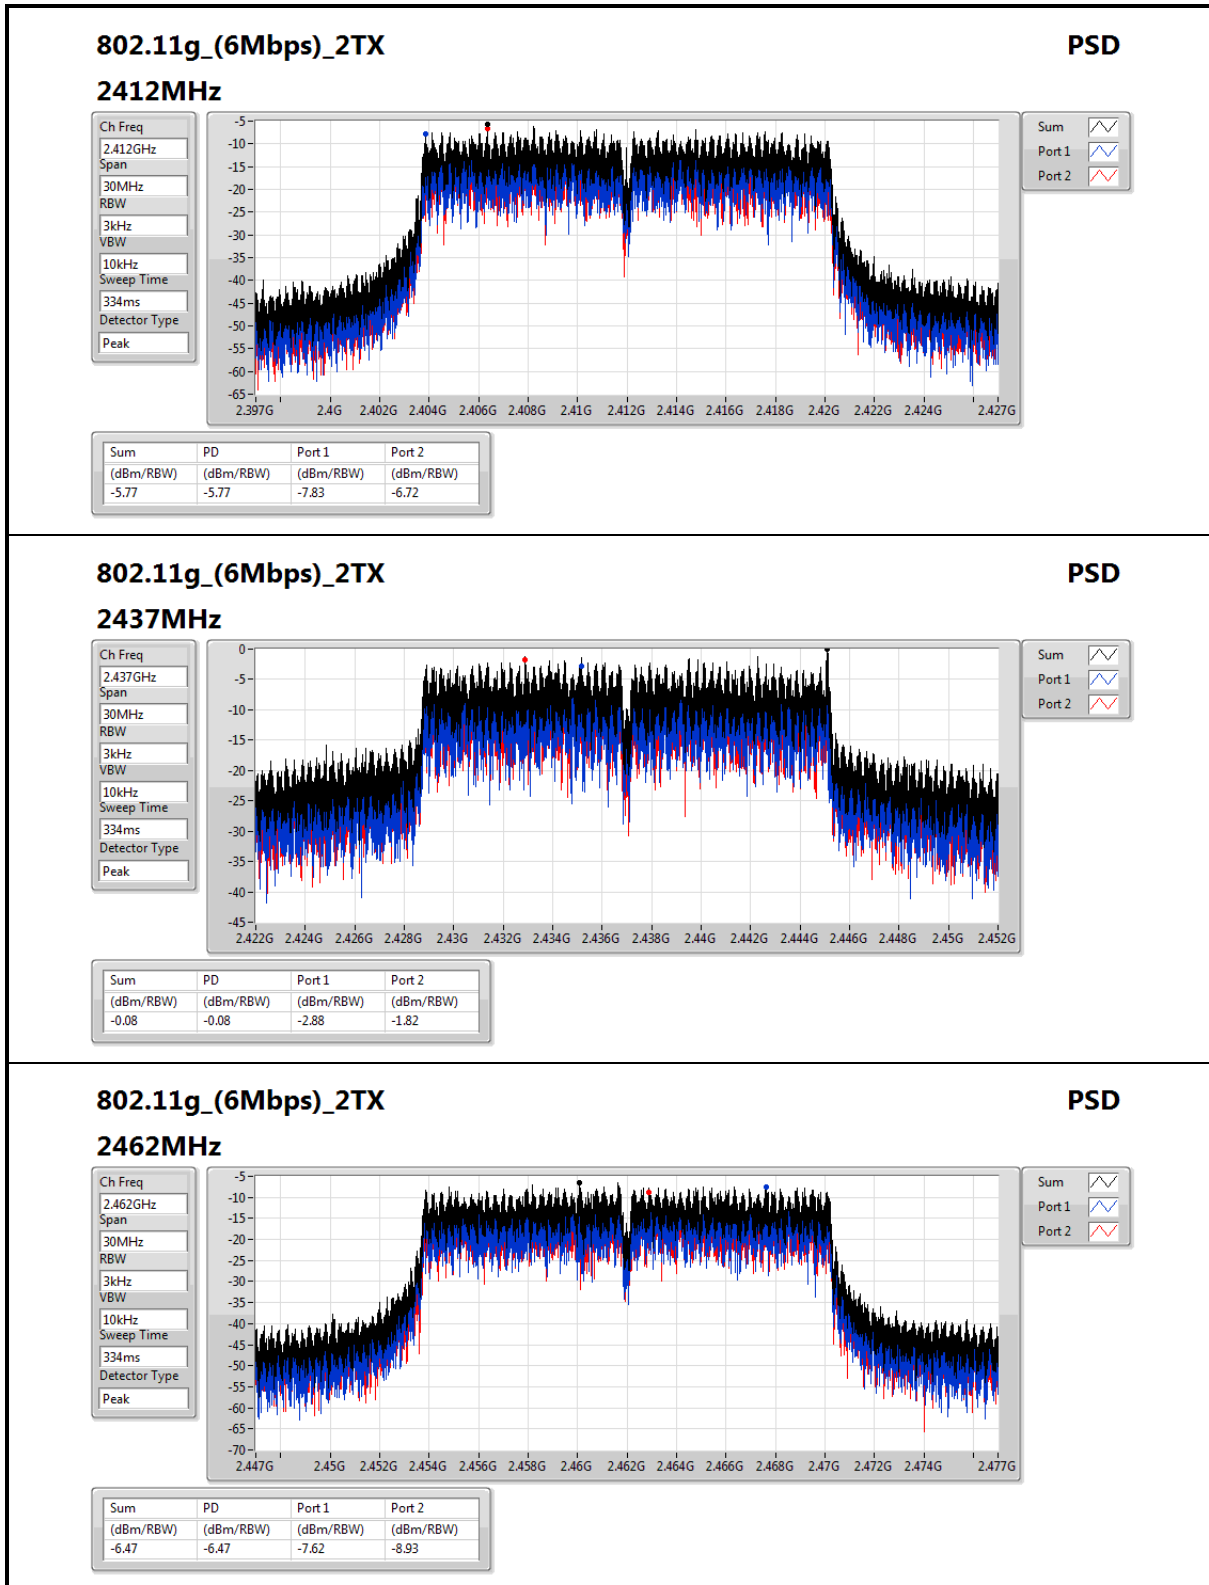 802.11g_(6Mbps)_2TX PSD
2412MHz
Ch Freq
2.412GHz
Span
30MHz
RBW
3kHz
VBW
10kHz
Sweep Time
334ms
Detector Type
Peak
-5
-10
-15
-20
-25
-30
-35
-40
-45
-50
-55
-60
-65
2.397G 2.4G 2.402G 2.404G 2.406G 2.408G 2.41G 2.412G 2.414G 2.416G 2.418G 2.42G 2.422G 2.424G 2.427G
Sum
Port 1
Port 2
Sum PD Port 1 Port 2
(dBm/RBW) (dBm/RBW) (dBm/RBW) (dBm/RBW)
-5.77 -5.77 -7.83 -6.72
802.11g_(6Mbps)_2TX PSD
2437MHz
Ch Freq
2.437GHz
Span
30MHz
RBW
3kHz
VBW
10kHz
Sweep Time
334ms
Detector Type
Peak
0
-5
-10
-15
-20
-25
-30
-35
-40
-45
2.422G 2.424G 2.426G 2.428G 2.43G 2.432G 2.434G 2.436G 2.438G 2.44G 2.442G 2.444G 2.446G 2.448G 2.45G 2.452G
Sum
Port 1
Port 2
Sum PD Port 1 Port 2
(dBm/RBW) (dBm/RBW) (dBm/RBW) (dBm/RBW)
-0.08 -0.08 -2.88 -1.82
802.11g_(6Mbps)_2TX PSD
2462MHz
Ch Freq
2.462GHz
Span
30MHz
RBW
3kHz
VBW
10kHz
Sweep Time
334ms
Detector Type
Peak
-5
-10
-15
-20
-25
-30
-35
-40
-45
-50
-55
-60
-65
-70
2.447G 2.45G 2.452G 2.454G 2.456G 2.458G 2.46G 2.462G 2.464G 2.466G 2.468G 2.47G 2.472G 2.474G 2.477G
Sum
Port 1
Port 2
Sum PD Port 1 Port 2
(dBm/RBW) (dBm/RBW) (dBm/RBW) (dBm/RBW)
-6.47 -6.47 -7.62 -8.93